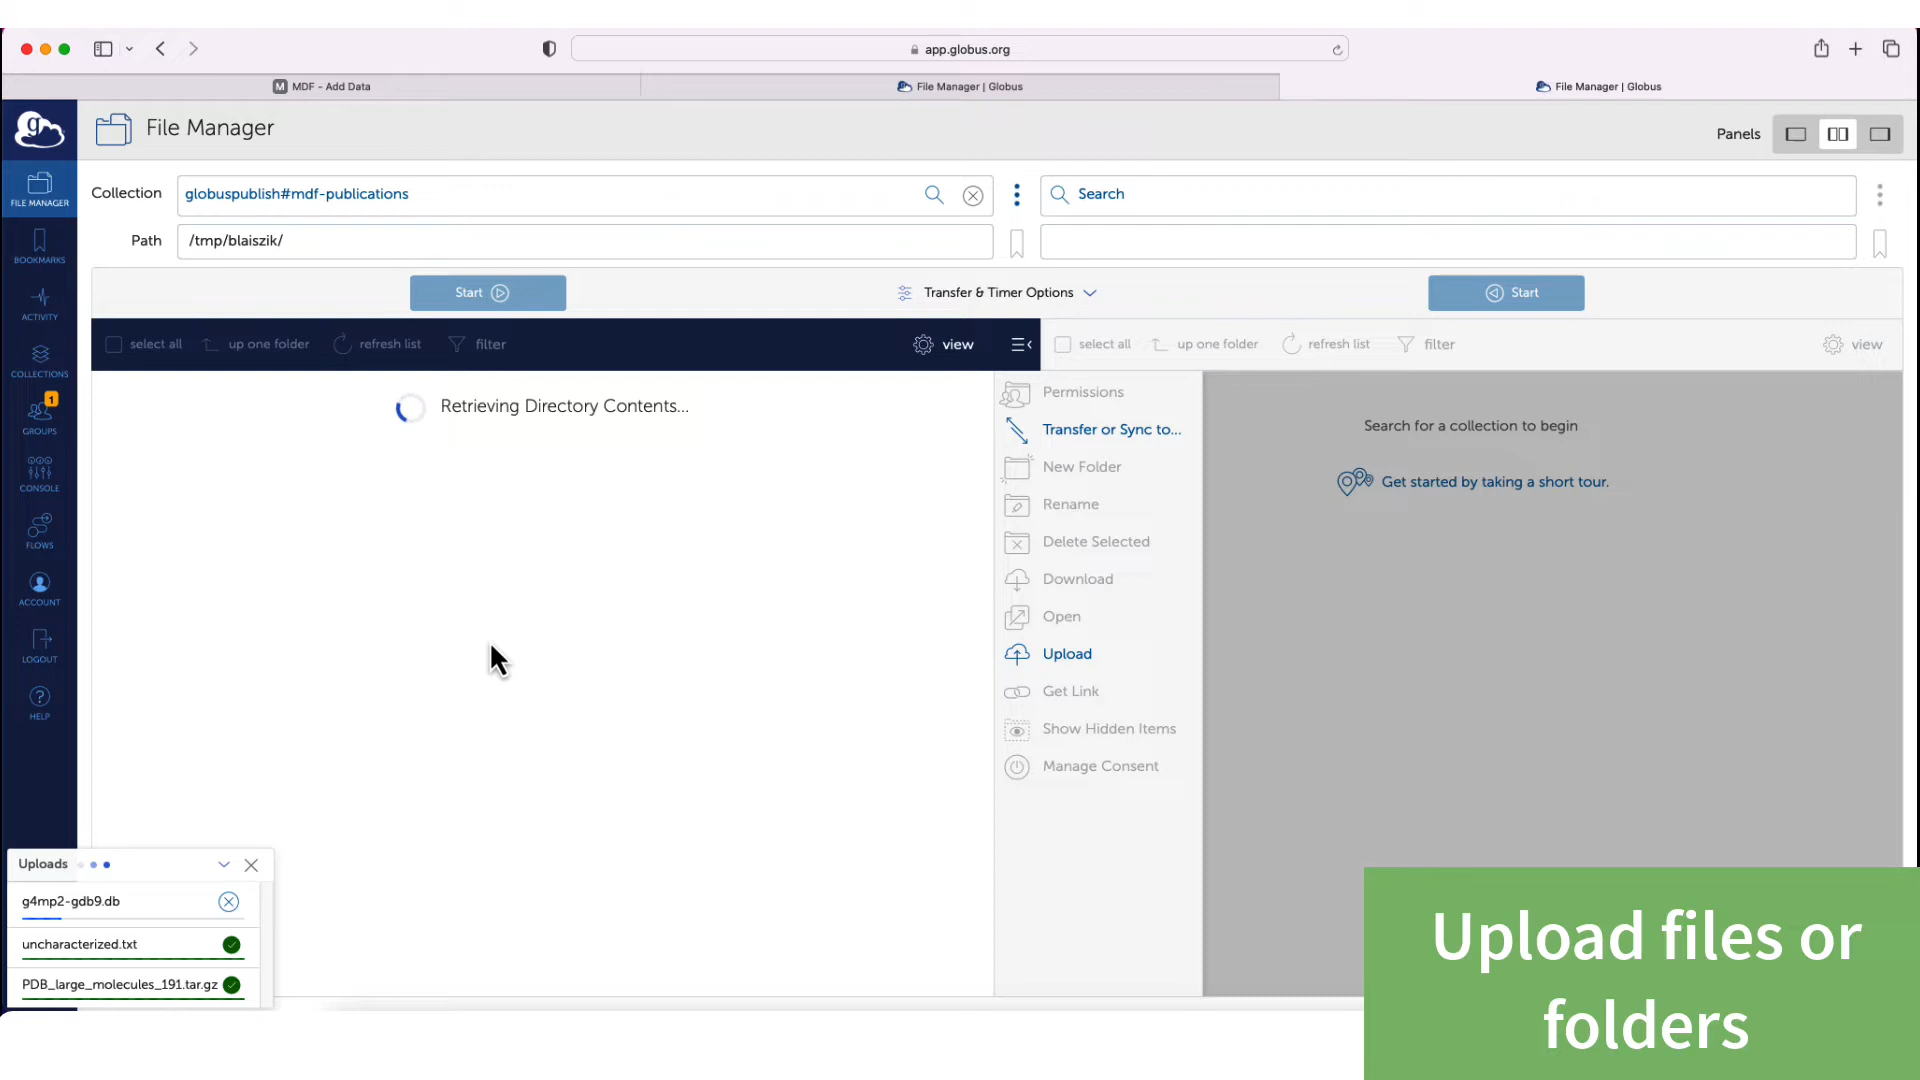 app.globus.org
M MDF - Add Data
File Manager | Globus
File Manager | Globus
g
File Manager
Panels
FILE MANAGER
BOOKMARKS
ACTIVITY
COLLECTIONS
1
GROUPS
CONSOLE
FLOWS
ACCOUNT
LOGOUT
?
HELP
Collection
globuspublish#mdf-publications
Search
Path
/tmp/blaiszik/
Start
Transfer & Timer Options
Start
select all
up one folder
refresh list
filter
view
select all
up one folder
refresh list
filter
view
Retrieving Directory Contents...
Permissions
Transfer or Sync to...
New Folder
Rename
Delete Selected
Download
Open
Upload
Get Link
Show Hidden Items
Manage Consent
Search for a collection to begin
Get started by taking a short tour.
Uploads
g4mp2-gdb9.db
uncharacterized.txt
PDB_large_molecules_191.tar.gz
Upload files or
folders